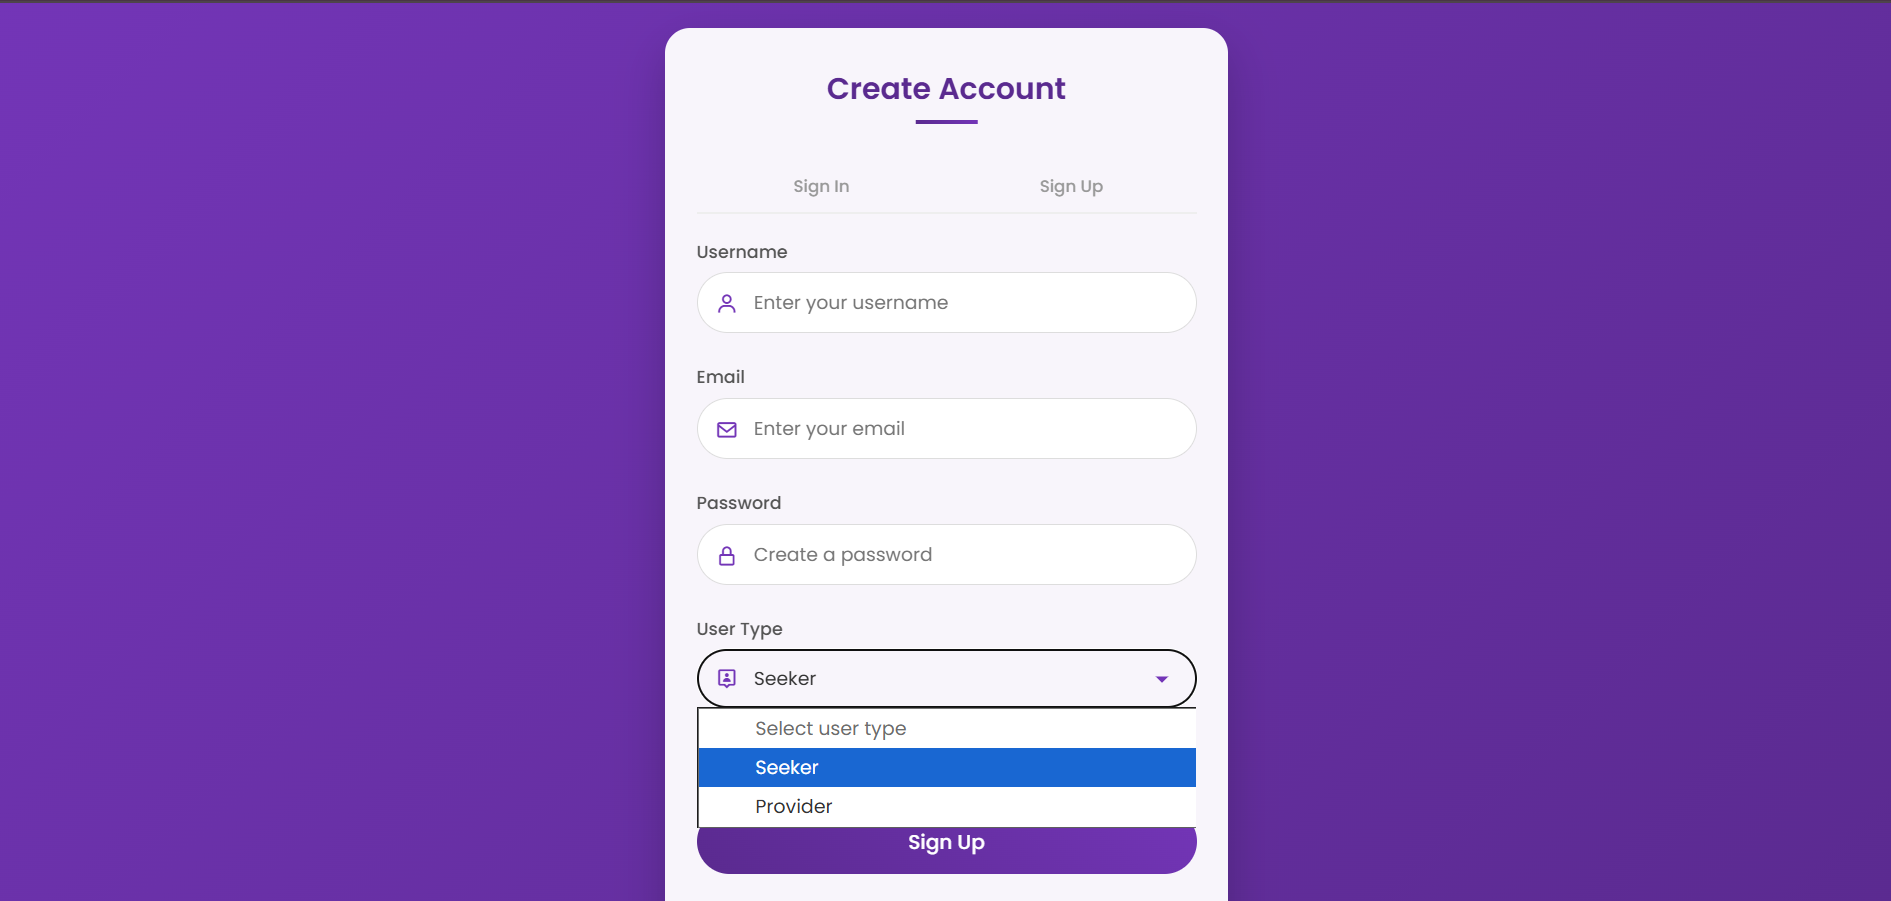 Create Account
Sign In Sign Up
Username
Enter your username
Email
Enter your email
Password
Create a password
User Type
Seeker
Select user type
Seeker
Provider
Sign Up